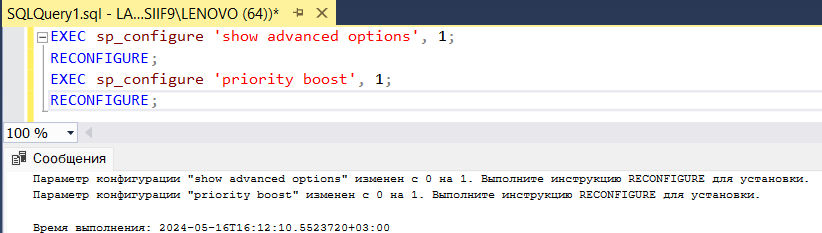 SQLQuery1.sql - LA...SIIF9\LENOVO (64))*
EXEC sp_configure 'show advanced options', 1;
RECONFIGURE;
EXEC sp_configure 'priority boost', 1;
RECONFIGURE;
100 %
Сообщения
Параметр конфигурации "show advanced options" изменен с 0 на 1. Выполните инструкцию RECONFIGURE для установки.
Параметр конфигурации "priority boost" изменен с 0 на 1. Выполните инструкцию RECONFIGURE для установки.
Время выполнения: 2024-05-16T16:12:10.5523720+03:00